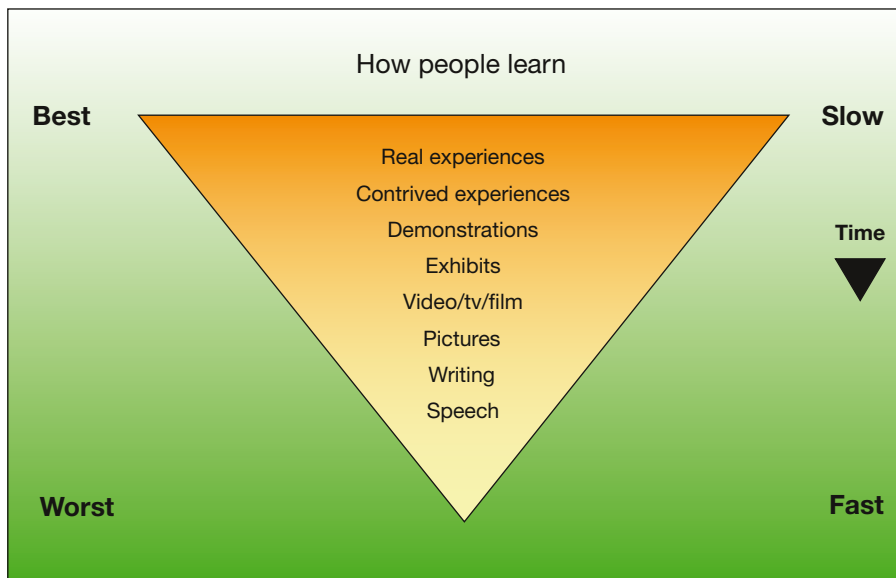 How people learn
Best
Slow
Real experiences
Contrived experiences
Demonstrations
Time
Exhibits
Video/tv/film
Pictures
Writing
Speech
Worst
Fast